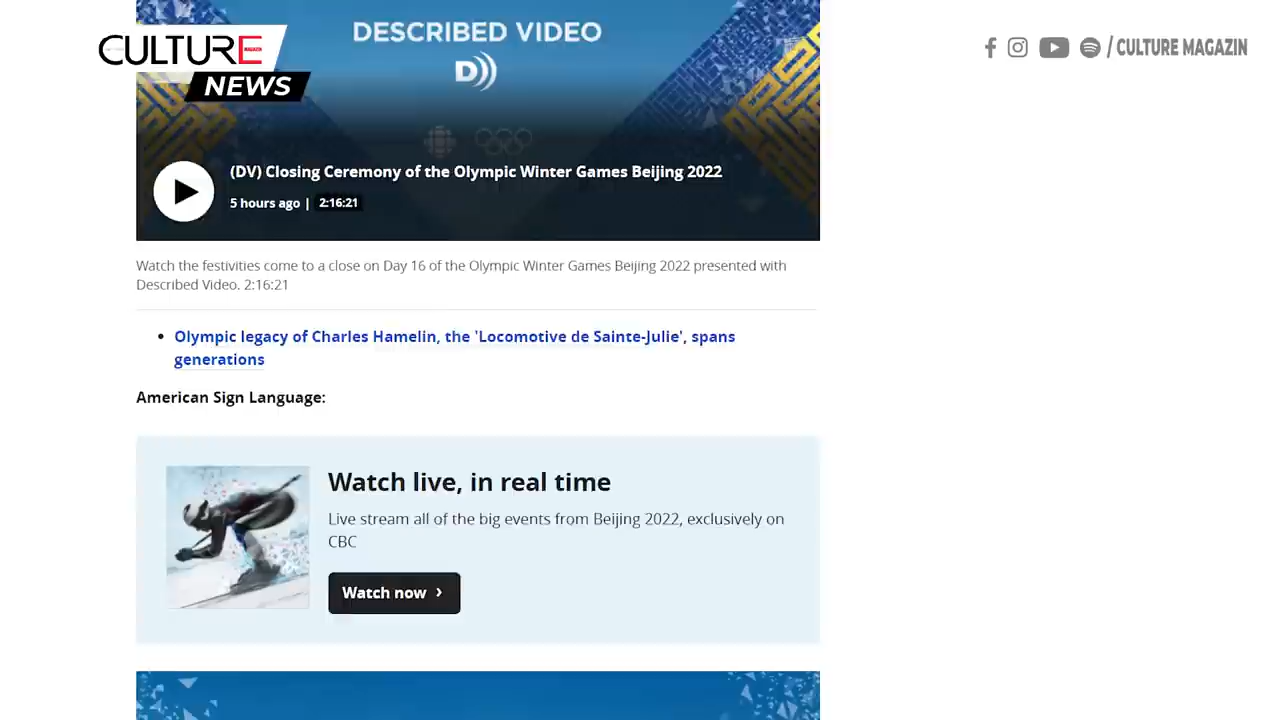 CULTURE
NEWS
/ CULTURE MAGAZIN
DESCRIBED VIDEO
D
(DV) Closing Ceremony of the Olympic Winter Games Beijing 2022
5 hours ago | 2:16:21
Watch the festivities come to a close on Day 16 of the Olympic Winter Games Beijing 2022 presented with
Described Video. 2:16:21
• Olympic legacy of Charles Hamelin, the 'Locomotive de Sainte-Julie', spans
generations
American Sign Language:
Watch live, in real time
Live stream all of the big events from Beijing 2022, exclusively on
CBC
Watch now ›